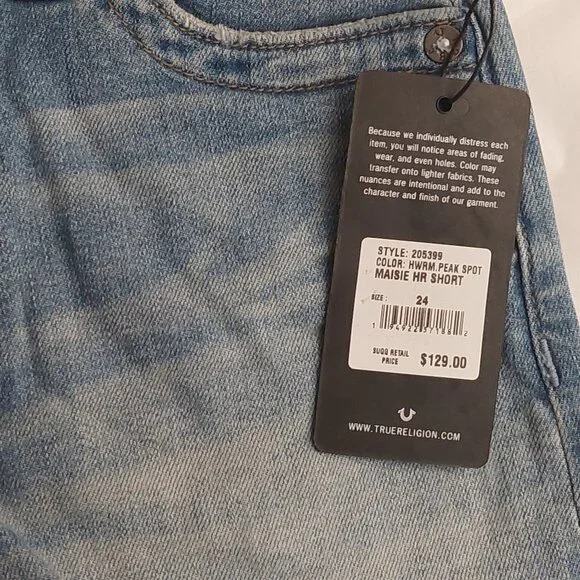 Because we individually distress each
item, you will notice areas of fading,
wear, and even holes. Color may
transfer onto lighter fabrics. These
nuances are intentional and add to the
character and finish of our garment.
STYLE: 205399
COLOR: HWRM.PEAK SPOT
MAISIE HR SHORT
SIZE : 24
SUGG RETAIL
PRICE $129.00
WWW.TRUERELIGION.COM